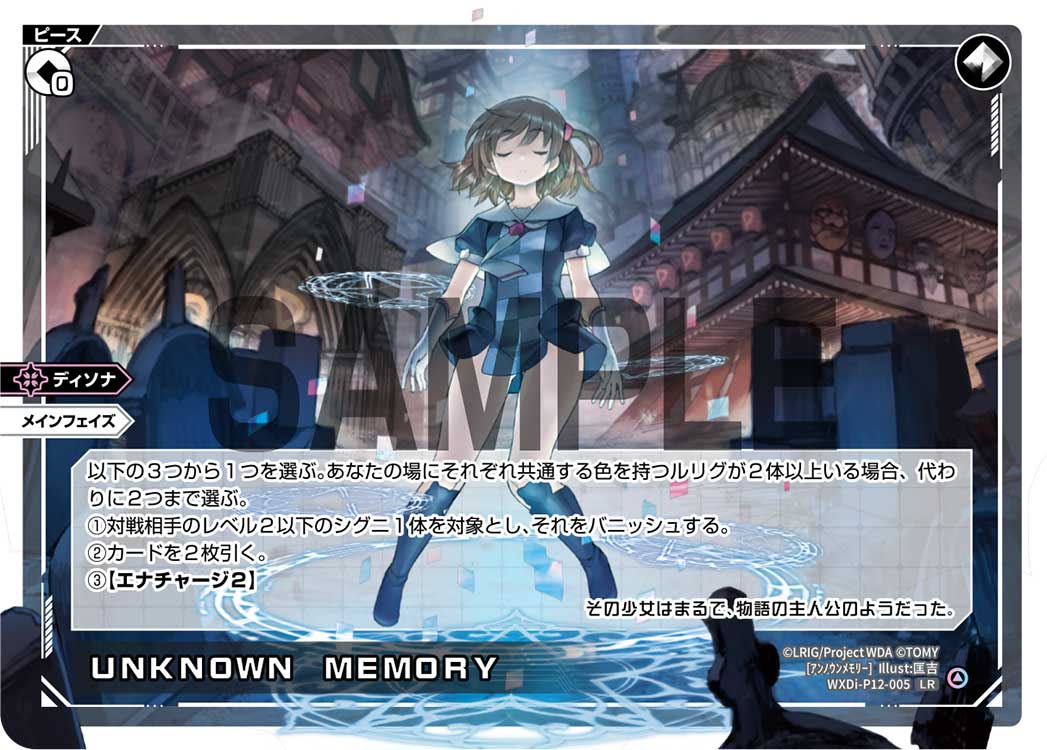 ピース
0
ディソナ
メインフェイズ
SAMPLE
以下の３つから１つを選ぶ。あなたの場にそれぞれ共通する色を持つルリグが２体以上いる場合、代わ
りに２つまで選ぶ。
①対戦相手のレベル２以下のシグニ１体を対象とし、それをバニッシュする。
②カードを２枚引く。
③【エナチャージ２】
その少女はまるで、物語の主人公のようだった。
UNKNOWN MEMORY
©LRIG/Project WDA ©TOMY
[アンノウンメモリー] Illust:匡吉
WXDi-P12-005 LR